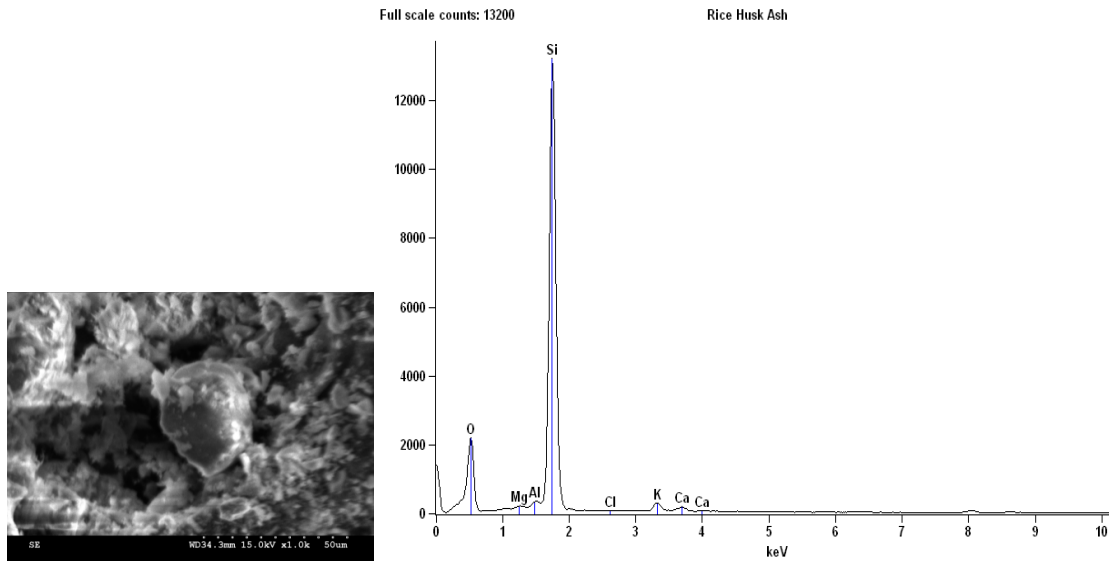 Full scale counts: 13200
Rice Husk Ash
Si
12000
10000
8000
6000
4000
O
2000
Mg Al
Cl
K
Ca
Ca
0
0 1 2 3 4 5 6 7 8 9 10
keV
SE WD34.3mm 15.0kV x1.0k 50um